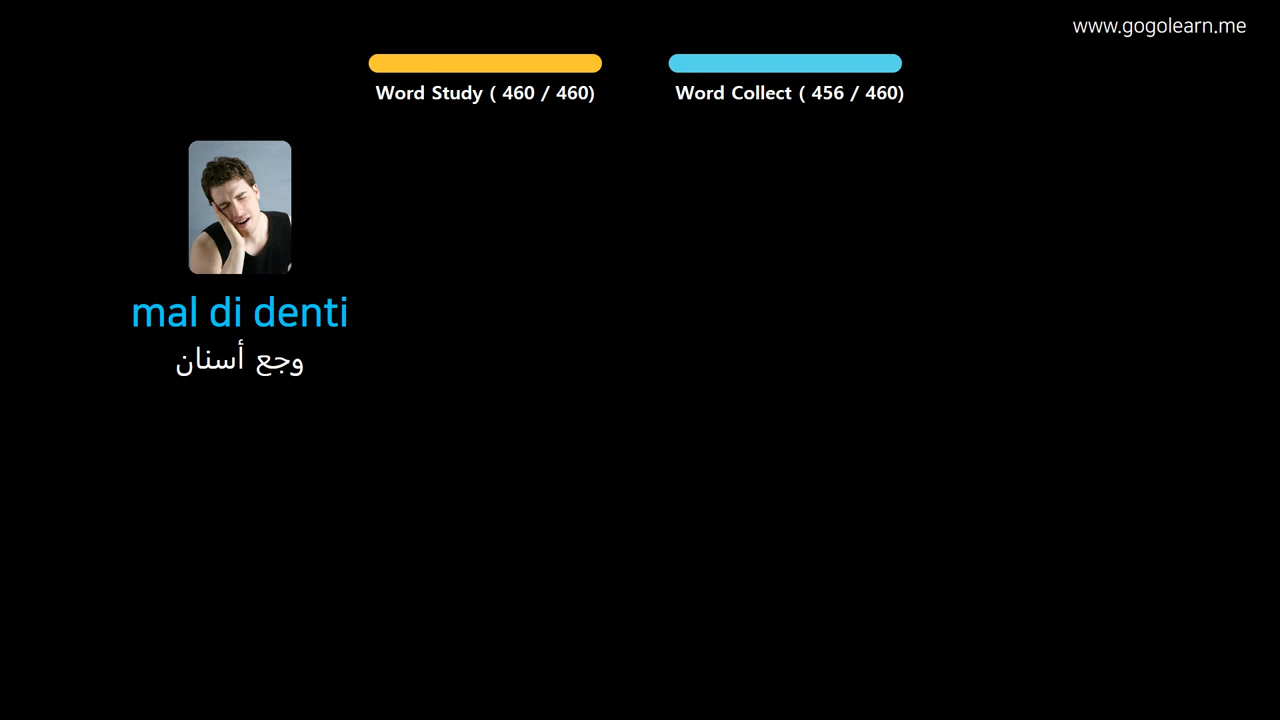 www.gogolearn.me
Word Study ( 460 / 460)
Word Collect ( 456 / 460)
mal di denti
وجع أسنان